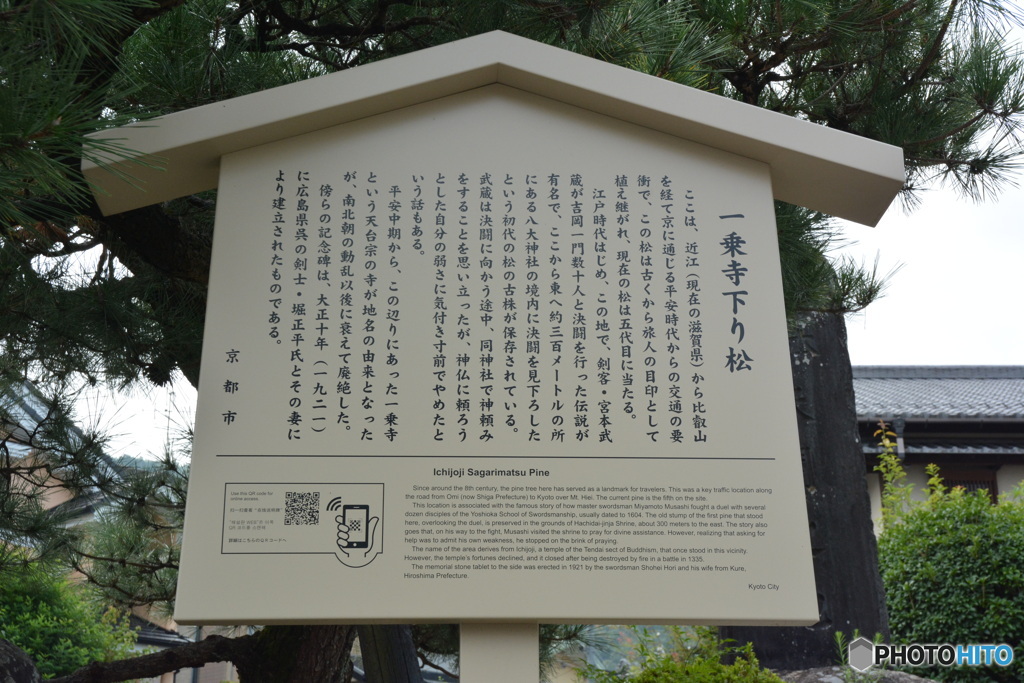 一乗寺下り松
ここは、近江(現在の滋賀県)から比叡山
を経て京に通じる平安時代からの交通の要
衝で、この松は古くから旅人の目印として
植え継がれ、現在の松は五代目に当たる。
江戸時代はじめ、この地で、剣客・宮本武
蔵が吉岡一門数十人と決闘を行った伝説が
有名で、ここから東へ約三百メートルの所
にある八大神社の境内に決闘を見下ろした
という初代の松の古株が保存されている。
武蔵は決闘に向かう途中、同神社で神頼み
をすることを思い立ったが、神仏に頼ろう
とした自分の弱さに気付き寸前でやめたと
いう話もある。
平安中期から、この辺りにあった一乗寺
という天台宗の寺が地名の由来となった
が、南北朝の動乱以後に衰えて廃絶した。
傍らの記念碑は、大正十年(一九二一)
に広島県呉の剣士・堀正平氏とその妻に
より建立されたものである。
京都市
Ichijoji Sagarimatsu Pine
Since around the 8th century, the pine tree here has served as a landmark for travelers. This was a key traffic location along
the road from Omi (now Shiga Prefecture) to Kyoto over Mt. Hiei. The current pine is the fifth on the site.
This location is associated with the famous story of how master swordsman Miyamoto Musashi fought a duel with several
dozen disciples of the Yoshioka School of Swordsmanship, usually dated to 1604. The old stump of the first pine that stood
here, overlooking the duel, is preserved in the grounds of Hachidai-jinja Shrine, about 300 meters to the east. The story also
goes that, on his way to the fight, Musashi visited the shrine to pray for divine assistance. However, realizing that asking for
help was to admit his own weakness, he stopped on the brink of praying.
The name of the area derives from Ichijoji, a temple of the Tendai sect of Buddhism, that once stood in this vicinity.
However, the temple's fortunes declined, and it closed after being destroyed by fire in a battle in 1335.
The memorial stone tablet to the side was erected in 1921 by the swordsman Shohei Hori and his wife from Kure,
Hiroshima Prefecture.
Kyoto City
Use this QR code for
online access.
詳細はこちらのQRコードへ
PHOTOHITO